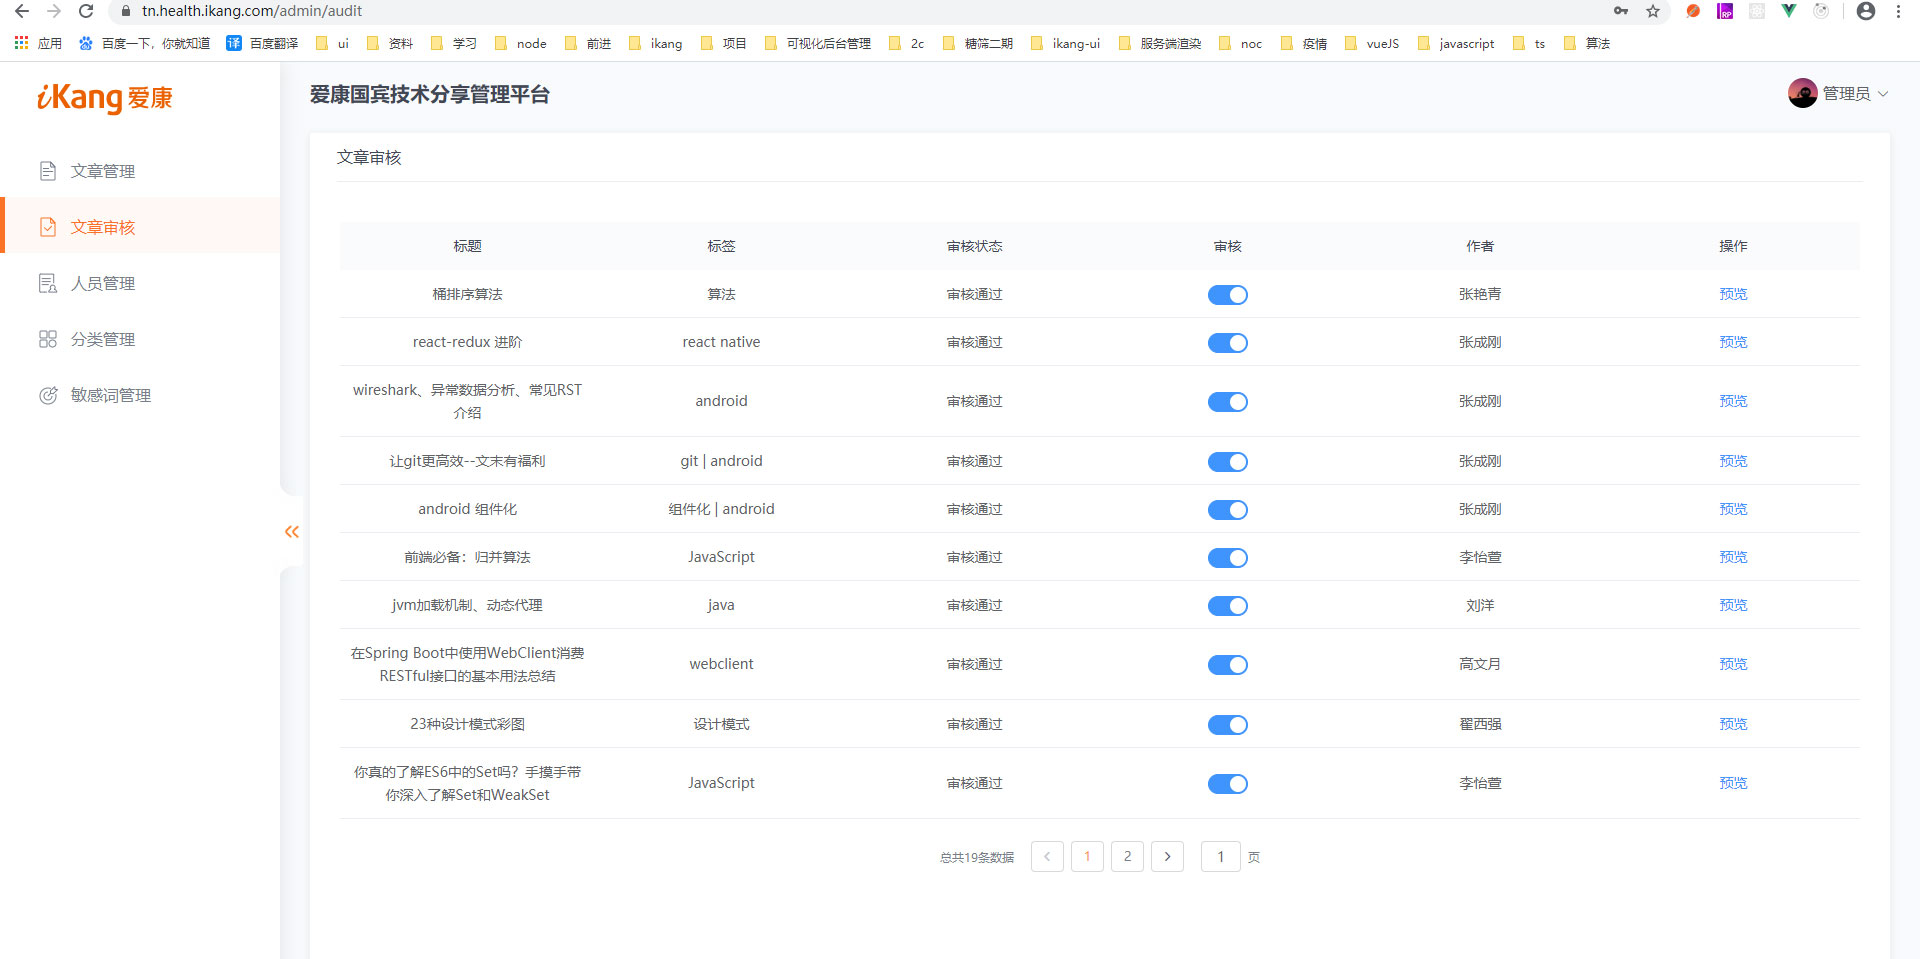 tn.health.ikang.com/admin/audit
应用 百度一下，你就知道 译 百度翻译 ui 资料 学习 node 前进 ikang 项目 可视化后台管理 2c 糖筛二期 ikang-ui 服务端渲染 noc 疫情 vueJS javascript ts 算法
iKang 爱康
爱康国宾技术分享管理平台
管理员
文章管理
文章审核
人员管理
分类管理
敏感词管理
文章审核
标题 标签 审核状态 审核 作者 操作
桶排序算法 算法 审核通过 张艳青 预览
react-redux 进阶 react native 审核通过 张成刚 预览
wireshark、异常数据分析、常见RST
介绍
android 审核通过 张成刚 预览
让git更高效--文末有福利 git | android 审核通过 张成刚 预览
android 组件化 组件化 | android 审核通过 张成刚 预览
前端必备：归并算法 JavaScript 审核通过 李怡萱 预览
jvm加载机制、动态代理 java 审核通过 刘洋 预览
在Spring Boot中使用WebClient消费
RESTful接口的基本用法总结
webclient 审核通过 高文月 预览
23种设计模式彩图 设计模式 审核通过 翟西强 预览
你真的了解ES6中的Set吗？手摸手带
你深入了解Set和WeakSet
JavaScript 审核通过 李怡萱 预览
总共19条数据 1 2 1 页